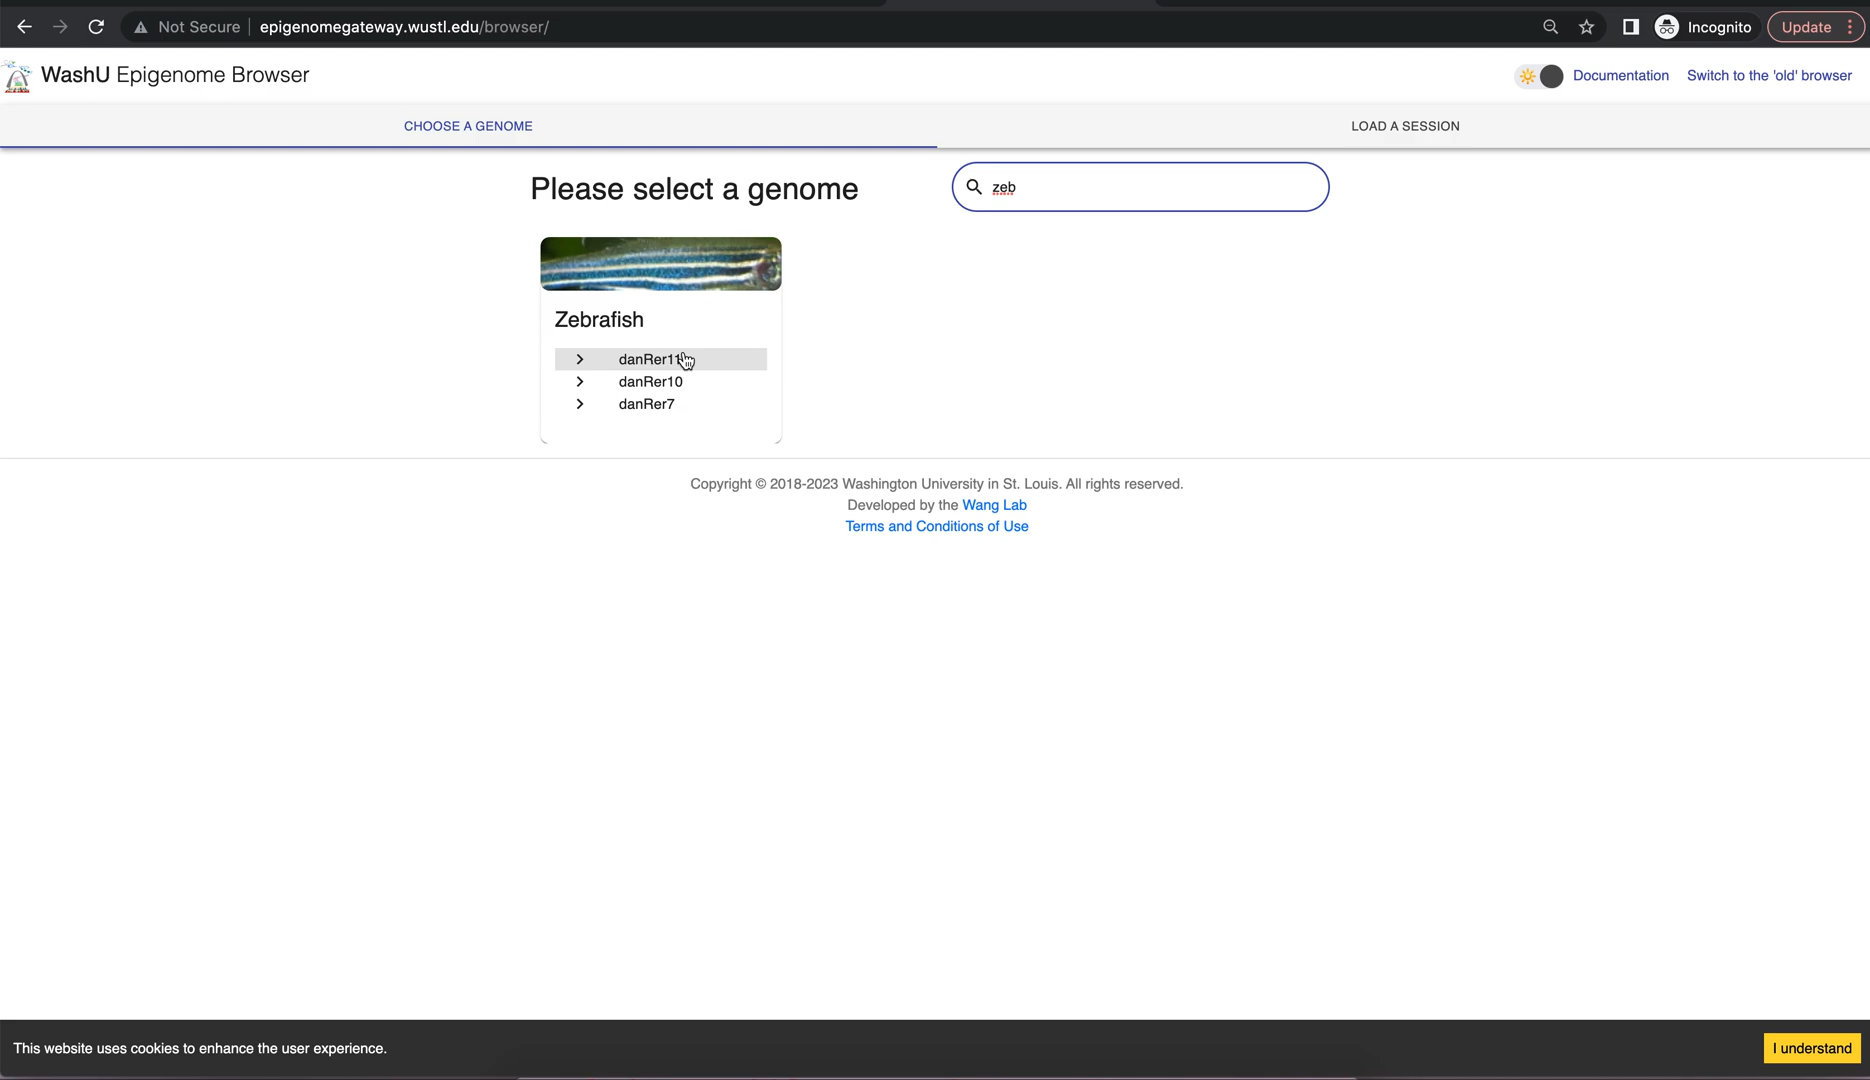 Not Secure epigenomegateway.wustl.edu/browser/ Incognito Update
WashU Epigenome Browser Documentation Switch to the 'old' browser
CHOOSE A GENOME LOAD A SESSION
Please select a genome zeb
Zebrafish
danRer11
danRer10
danRer7
Copyright © 2018-2023 Washington University in St. Louis. All rights reserved.
Developed by the Wang Lab
Terms and Conditions of Use
This website uses cookies to enhance the user experience. I understand